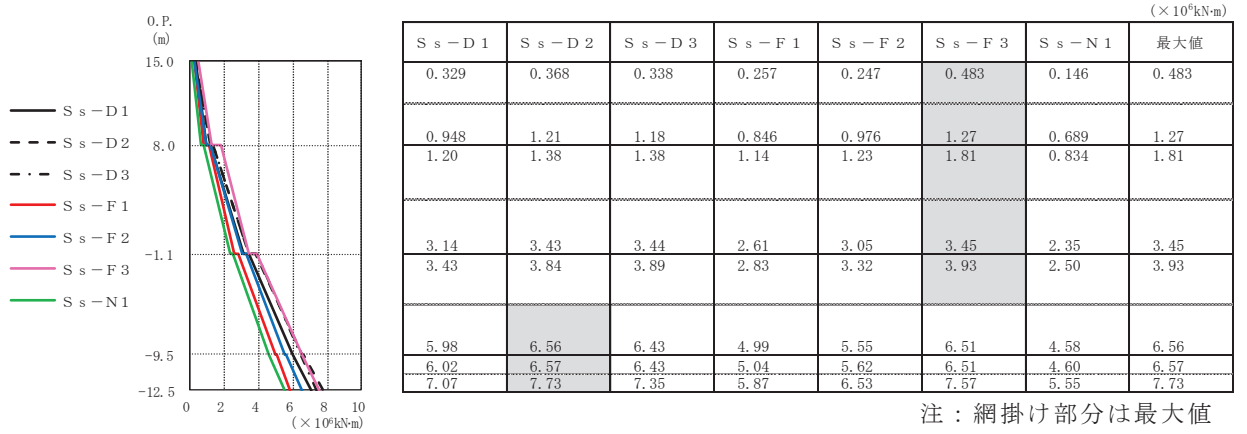 O.P.
(m)
15.0
8.0
-1.1
-9.5
-12.5
0 2 4 6 8 10
(×10⁶kN·m)
Ss-D1
Ss-D2
Ss-D3
Ss-F1
Ss-F2
Ss-F3
Ss-N1
(×10⁶kN·m)
Ss-D1 Ss-D2 Ss-D3 Ss-F1 Ss-F2 Ss-F3 Ss-N1 最大値
0.329 0.368 0.338 0.257 0.247 0.483 0.146 0.483
0.948 1.21 1.18 0.846 0.976 1.27 0.689 1.27
1.20 1.38 1.38 1.14 1.23 1.81 0.834 1.81
3.14 3.43 3.44 2.61 3.05 3.45 2.35 3.45
3.43 3.84 3.89 2.83 3.32 3.93 2.50 3.93
5.98 6.56 6.43 4.99 5.55 6.51 4.58 6.56
6.02 6.57 6.43 5.04 5.62 6.51 4.60 6.57
7.07 7.73 7.35 5.87 6.53 7.57 5.55 7.73
注：網掛け部分は最大値